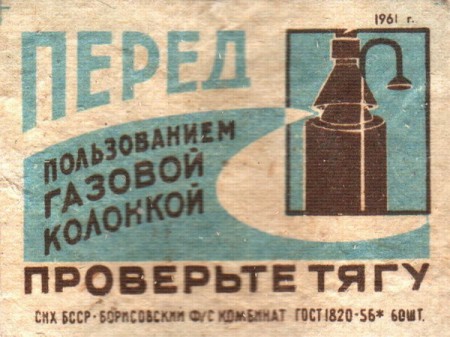 1961 г.
ПЕРЕД
ПОЛЬЗОВАНИЕМ
ГАЗОВОЙ
КОЛОНКОЙ
ПРОВЕРЬТЕ ТЯГУ
СНХ БССР-БОРИСОВСКИЙ Ф/С КОМБИНАТ ГОСТ 1820-56* 60ШТ.